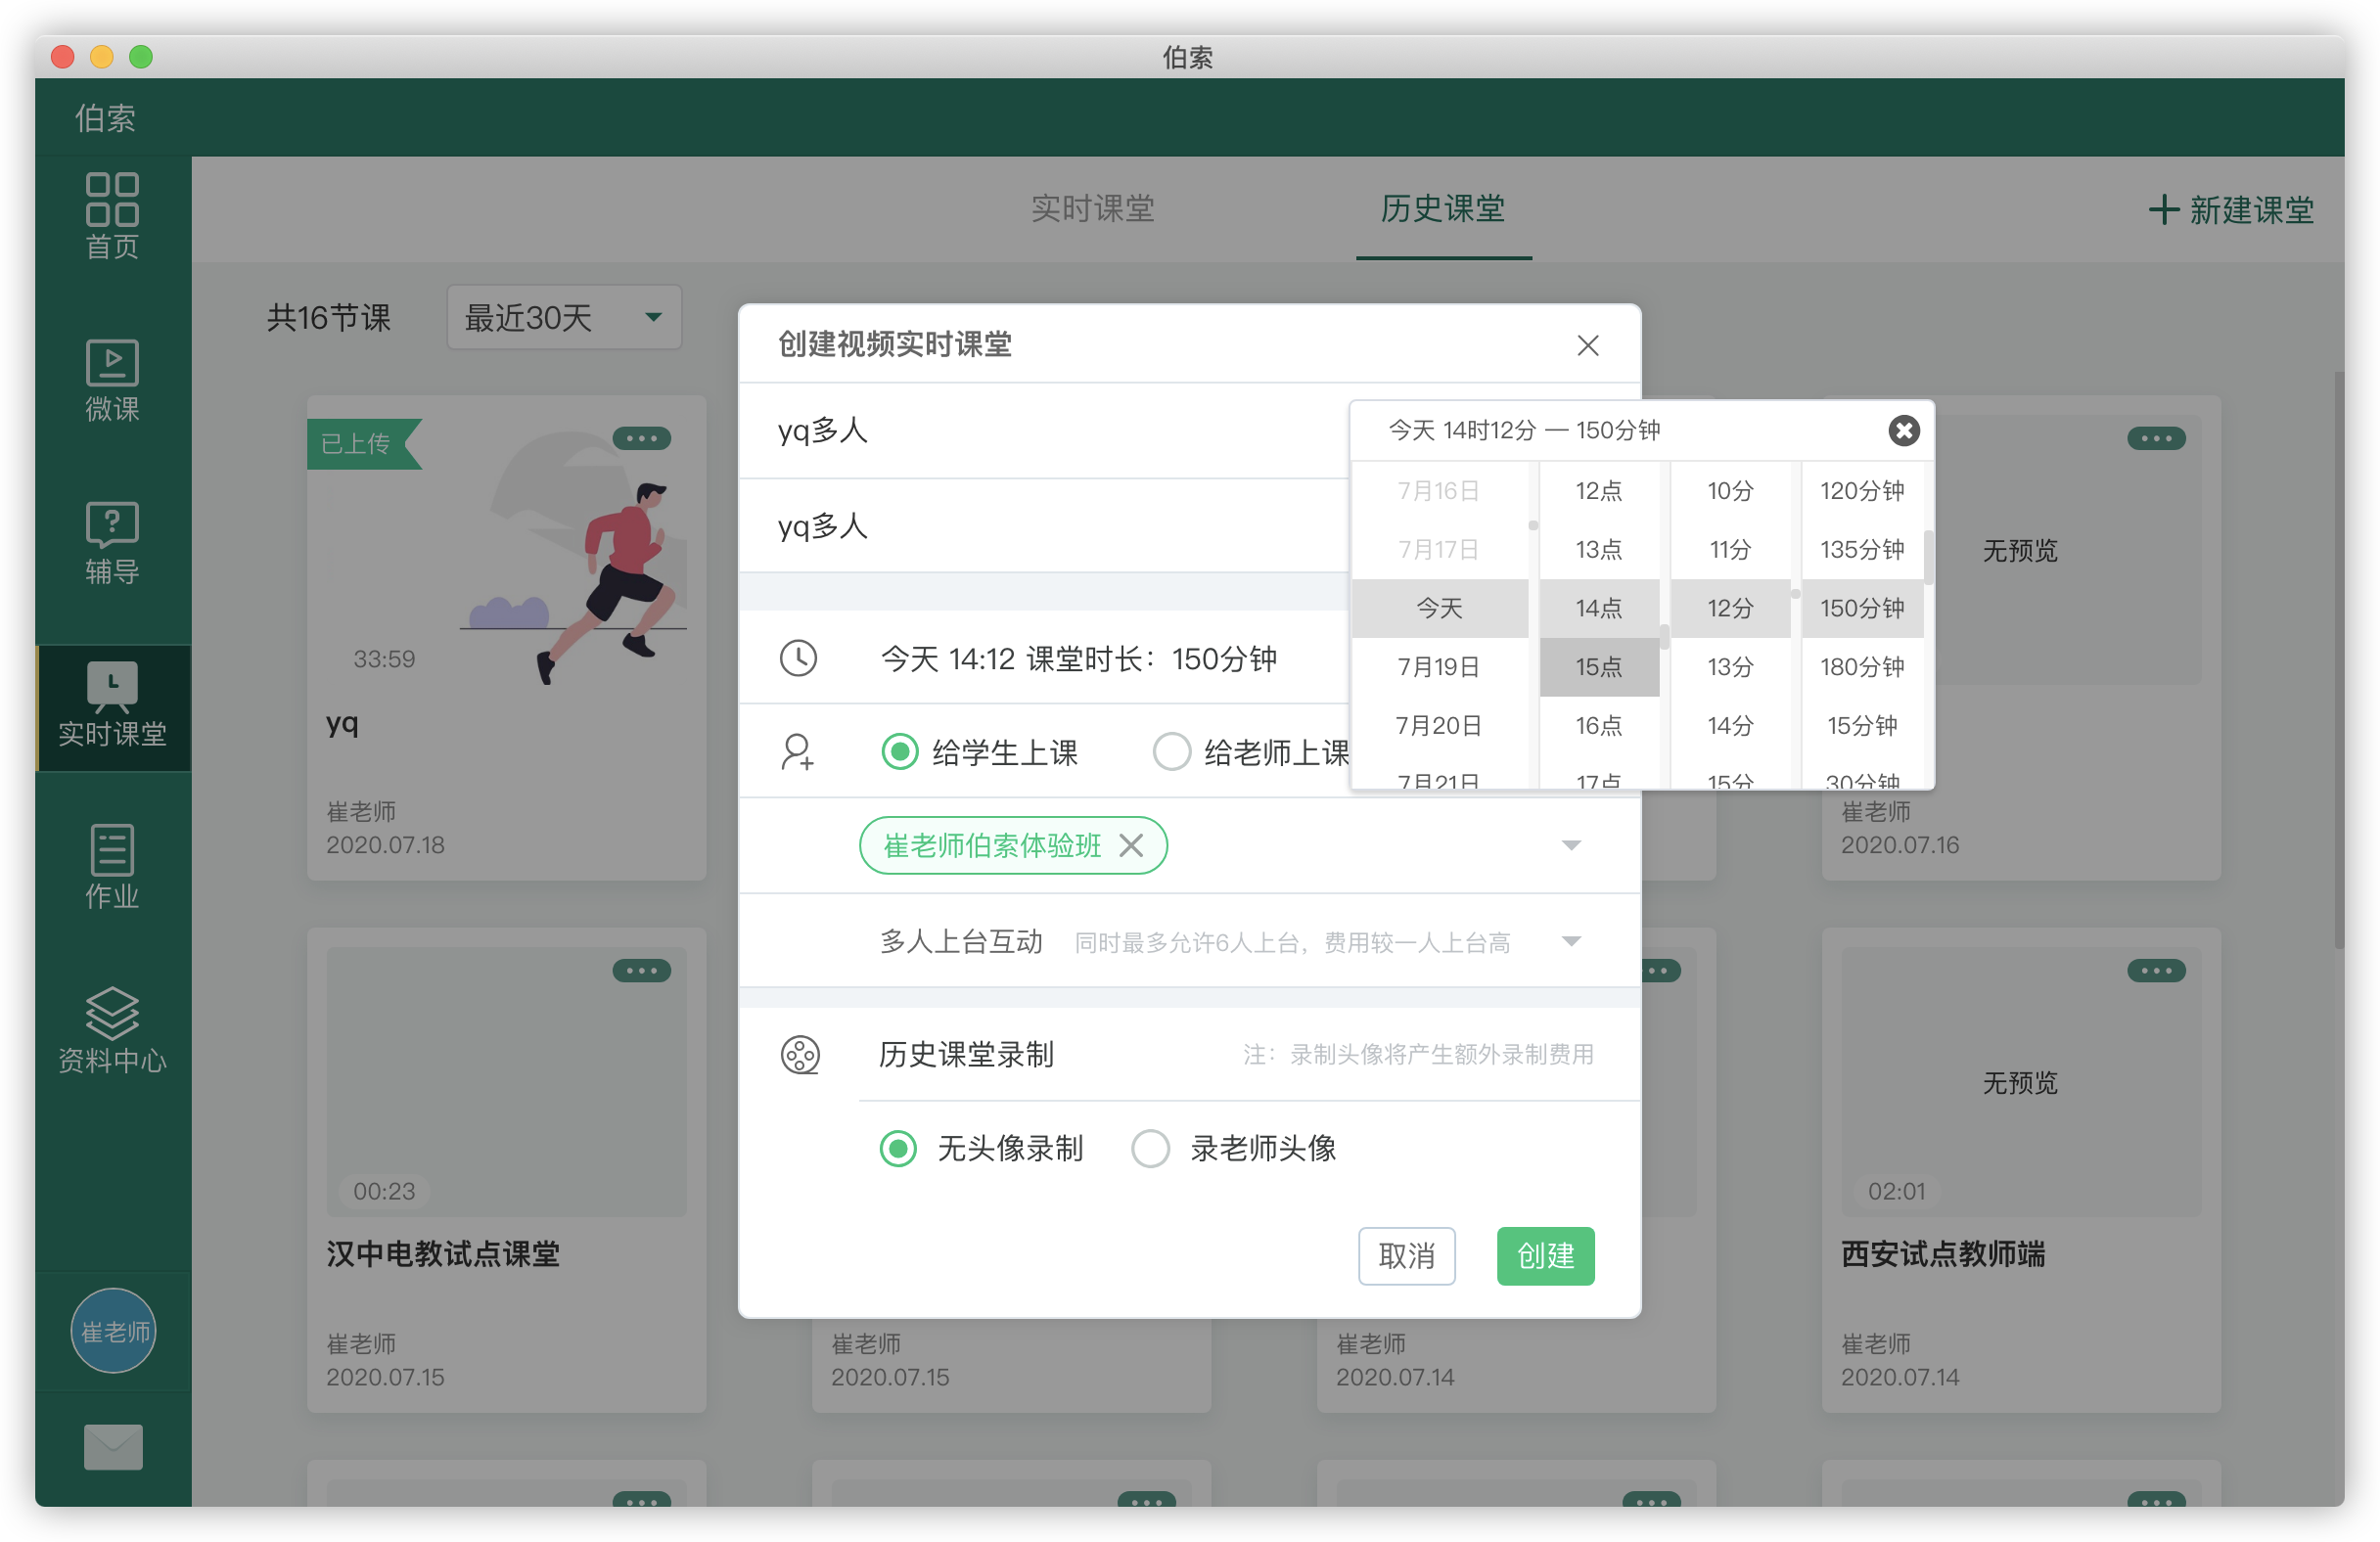 伯索
伯索
首页
微课
辅导
实时课堂
作业
资料中心
崔老师
实时课堂
历史课堂
新建课堂
共16节课
最近30天
已上传
33:59
yq
崔老师
2020.07.18
无预览
崔老师
2020.07.16
00:23
汉中电教试点课堂
崔老师
2020.07.15
崔老师
2020.07.15
崔老师
2020.07.14
无预览
02:01
西安试点教师端
崔老师
2020.07.14
创建视频实时课堂
yq多人
yq多人
今天 14:12 课堂时长：150分钟
给学生上课
给老师上课
崔老师伯索体验班
多人上台互动 同时最多允许6人上台，费用较一人上台高
历史课堂录制 注：录制头像将产生额外录制费用
无头像录制
录老师头像
取消
创建
今天 14时12分 — 150分钟
7月16日 12点 10分 120分钟
7月17日 13点 11分 135分钟
今天 14点 12分 150分钟
7月19日 15点 13分 180分钟
7月20日 16点 14分 15分钟
7月21日 17点 15分 30分钟